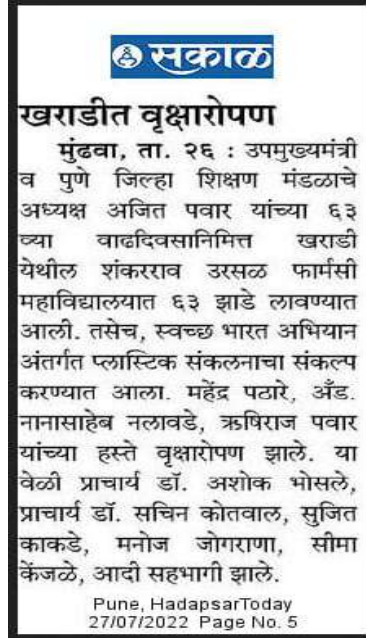 सकाळ
खराडीत वृक्षारोपण
मुंढवा, ता. २६ : उपमुख्यमंत्री
व पुणे जिल्हा शिक्षण मंडळाचे
अध्यक्ष अजित पवार यांच्या ६३
व्या वाढदिवसानिमित्त खराडी
येथील शंकरराव उरसळ फार्मसी
महाविद्यालयात ६३ झाडे लावण्यात
आली. तसेच, स्वच्छ भारत अभियान
अंतर्गत प्लास्टिक संकलनाचा संकल्प
करण्यात आला. महेंद्र पठारे, अँड.
नानासाहेब नलावडे, ऋषिराज पवार
यांच्या हस्ते वृक्षारोपण झाले. या
वेळी प्राचार्य डॉ. अशोक भोसले,
प्राचार्य डॉ. सचिन कोतवाल, सुजित
काकडे, मनोज जोगराणा, सीमा
केंजळे, आदी सहभागी झाले.
Pune, HadapsarToday
27/07/2022 Page No. 5